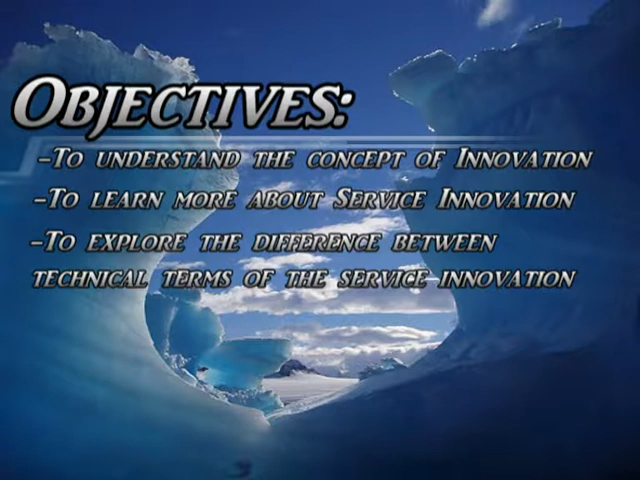 Objectives:
-To understand the concept of Innovation
-To learn more about Service Innovation
-To explore the difference between
technical terms of the service innovation